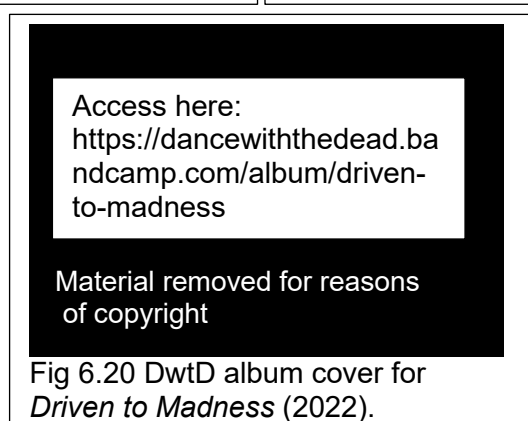 Access here:
https://dancewiththedead.ba
ndcamp.com/album/driven-
to-madness
Material removed for reasons
of copyright
Fig 6.20 DwtD album cover for
Driven to Madness (2022).